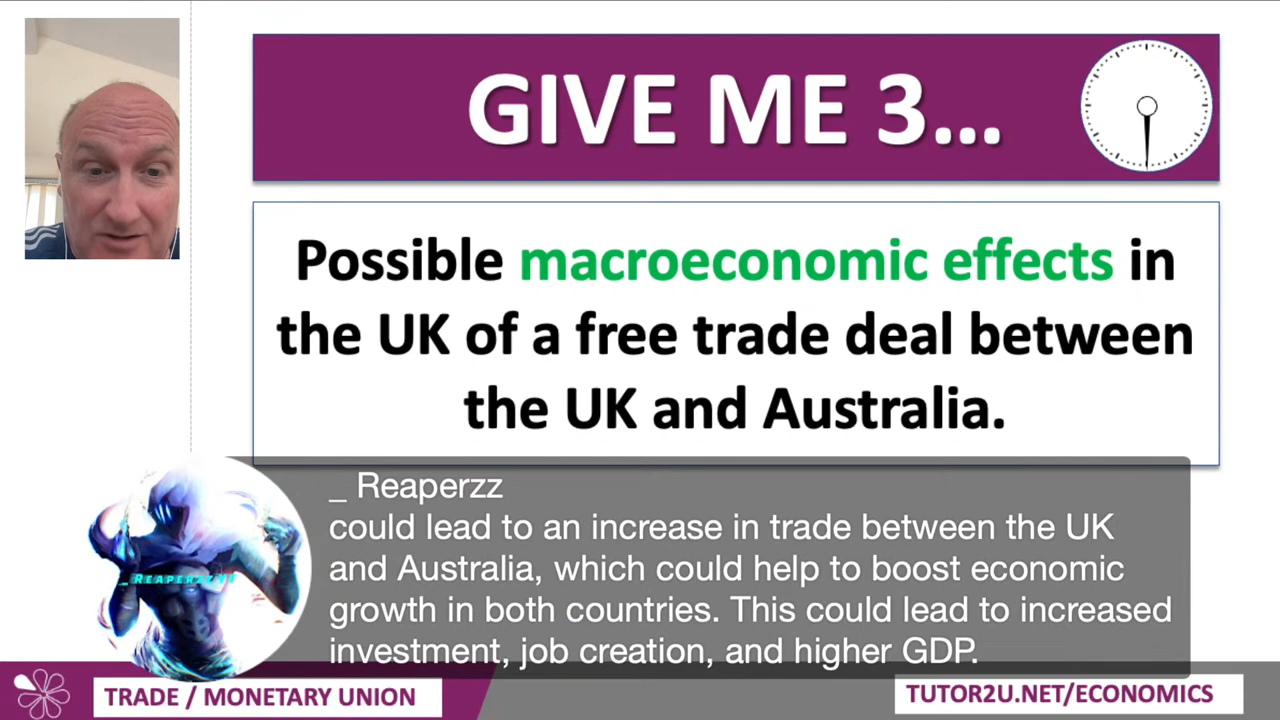 GIVE ME 3...
Possible macroeconomic effects in
the UK of a free trade deal between
the UK and Australia.
_ Reaperzz
could lead to an increase in trade between the UK
and Australia, which could help to boost economic
growth in both countries. This could lead to increased
investment, job creation, and higher GDP.
TRADE / MONETARY UNION
TUTOR2U.NET/ECONOMICS